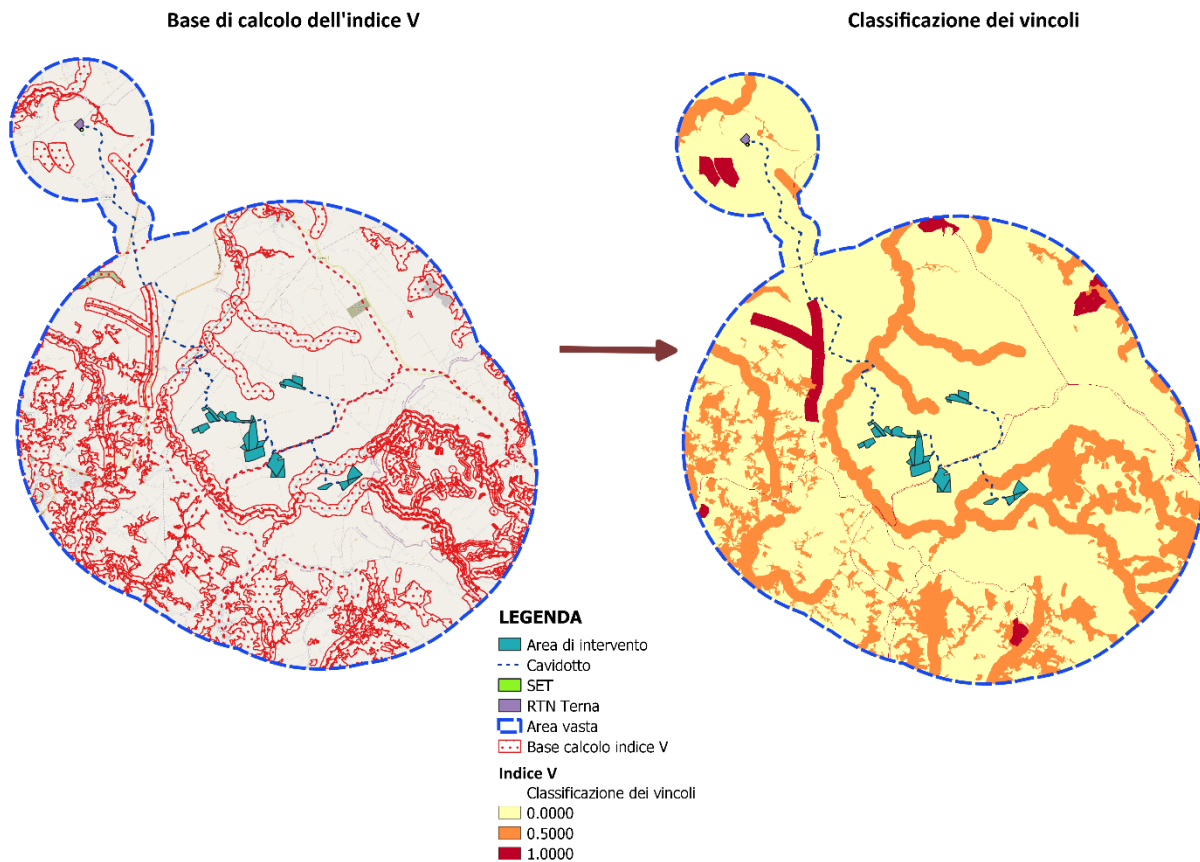 Base di calcolo dell'indice V
Classificazione dei vincoli
LEGENDA
Area di intervento
Cavidotto
SET
RTN Terna
Area vasta
Base calcolo indice V
Indice V
Classificazione dei vincoli
0.0000
0.5000
1.0000